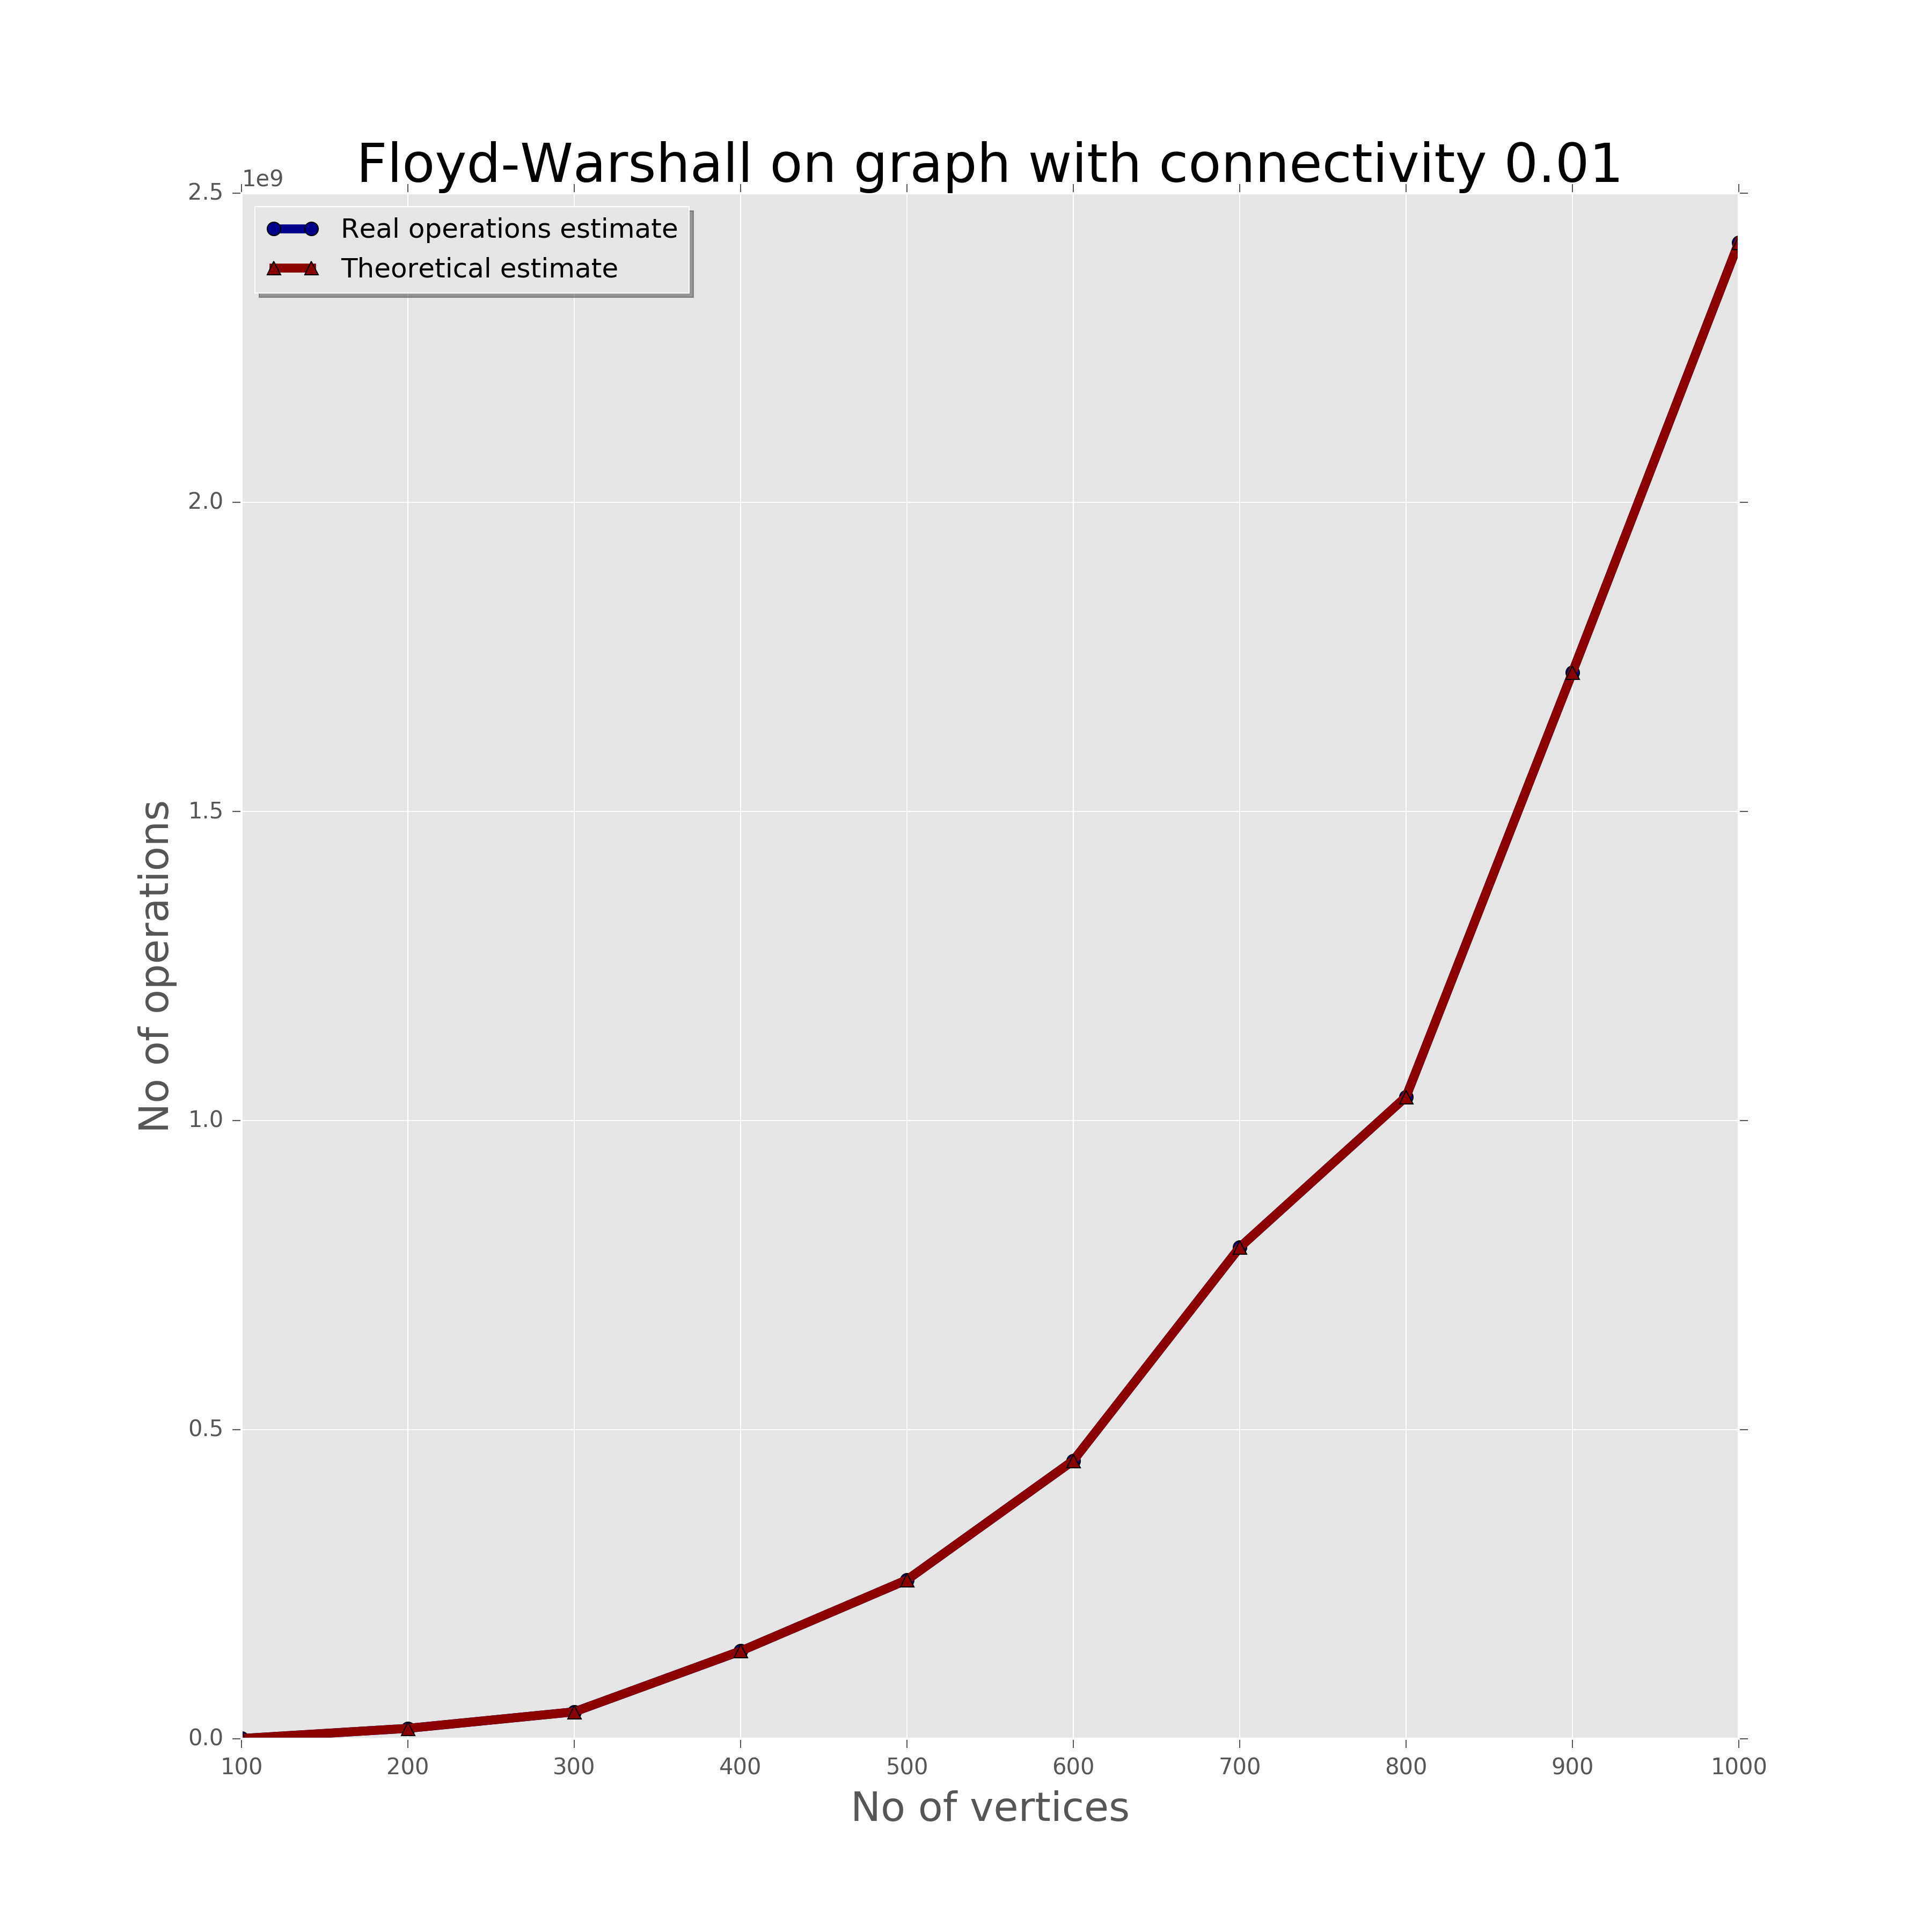 Floyd-Warshall on graph with connectivity 0.01
1e9
2.5
Real operations estimate
Theoretical estimate
2.0
1.5
1.0
0.5
0.0
No of operations
100 200 300 400 500 600 700 800 900 1000
No of vertices